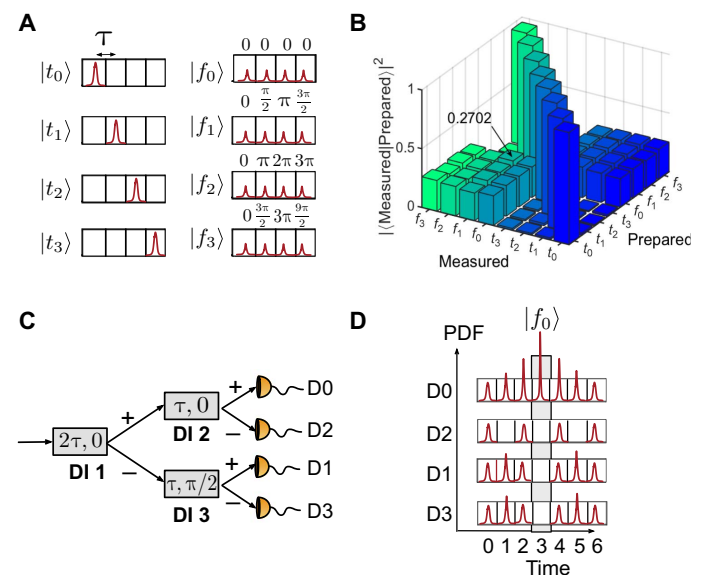 A
τ
|t₀⟩
|t₁⟩
|t₂⟩
|t₃⟩
0 0 0 0
|f₀⟩
0 π/2 π 3π/2
|f₁⟩
0 π 2π 3π
|f₂⟩
0 3π/2 3π 9π/2
|f₃⟩
B
|⟨Measured|Prepared⟩|²
1
0.5
0
0.2702
f₃ f₂ f₁ f₀ t₃ t₂ t₁ t₀
Measured
t₀ t₁ t₂ t₃ f₀ f₁ f₂ f₃
Prepared
C
2τ, 0
DI 1
+
−
τ, 0
DI 2
τ, π/2
DI 3
+
D0
−
D2
+
D1
−
D3
D
|f₀⟩
PDF
D0
D2
D1
D3
0 1 2 3 4 5 6
Time